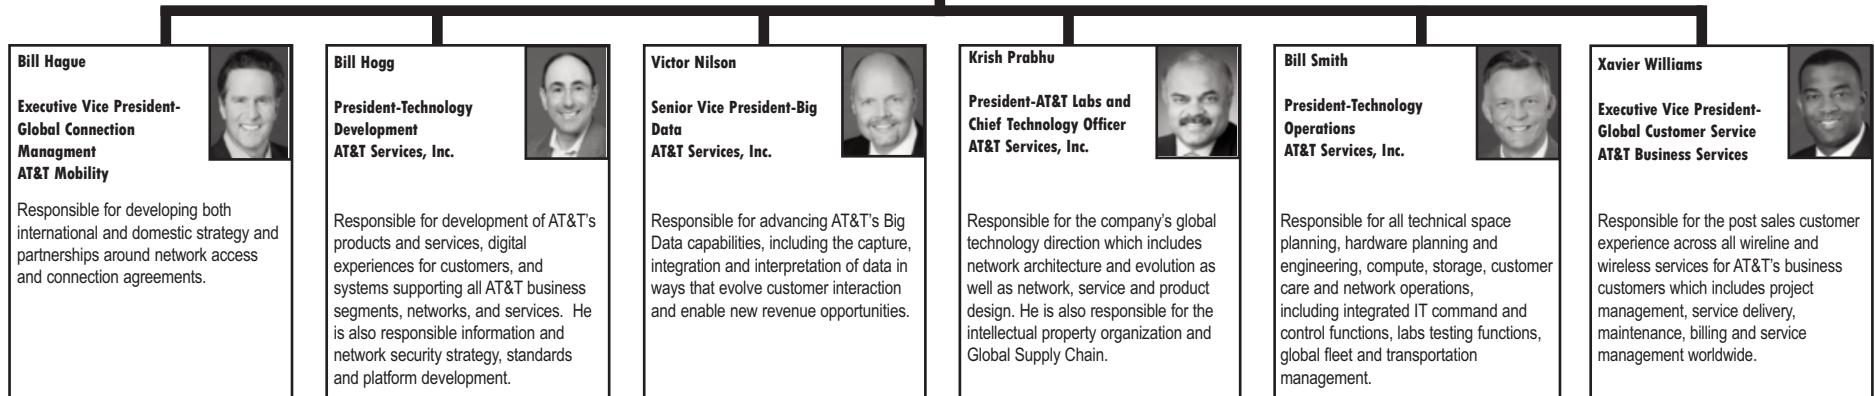 Bill Hague
Executive Vice President-
Global Connection
Managment
AT&T Mobility
Responsible for developing both
international and domestic strategy and
partnerships around network access
and connection agreements.
Bill Hogg
President-Technology
Development
AT&T Services, Inc.
Responsible for development of AT&T’s
products and services, digital
experiences for customers, and
systems supporting all AT&T business
segments, networks, and services.  He
is also responsible information and
network security strategy, standards
and platform development.
Victor Nilson
Senior Vice President-Big
Data
AT&T Services, Inc.
Responsible for advancing AT&T’s Big
Data capabilities, including the capture,
integration and interpretation of data in
ways that evolve customer interaction
and enable new revenue opportunities.
Krish Prabhu
President-AT&T Labs and
Chief Technology Officer
AT&T Services, Inc.
Responsible for the company’s global
technology direction which includes
network architecture and evolution as
well as network, service and product
design. He is also responsible for the
intellectual property organization and
Global Supply Chain.
Bill Smith
President-Technology
Operations
AT&T Services, Inc.
Responsible for all technical space
planning, hardware planning and
engineering, compute, storage, customer
care and network operations,
including integrated IT command and
control functions, labs testing functions,
global fleet and transportation
management.
Xavier Williams
Executive Vice President-
Global Customer Service
AT&T Business Services
Responsible for the post sales customer
experience across all wireline and
wireless services for AT&T’s business
customers which includes project
management, service delivery,
maintenance, billing and service
management worldwide.